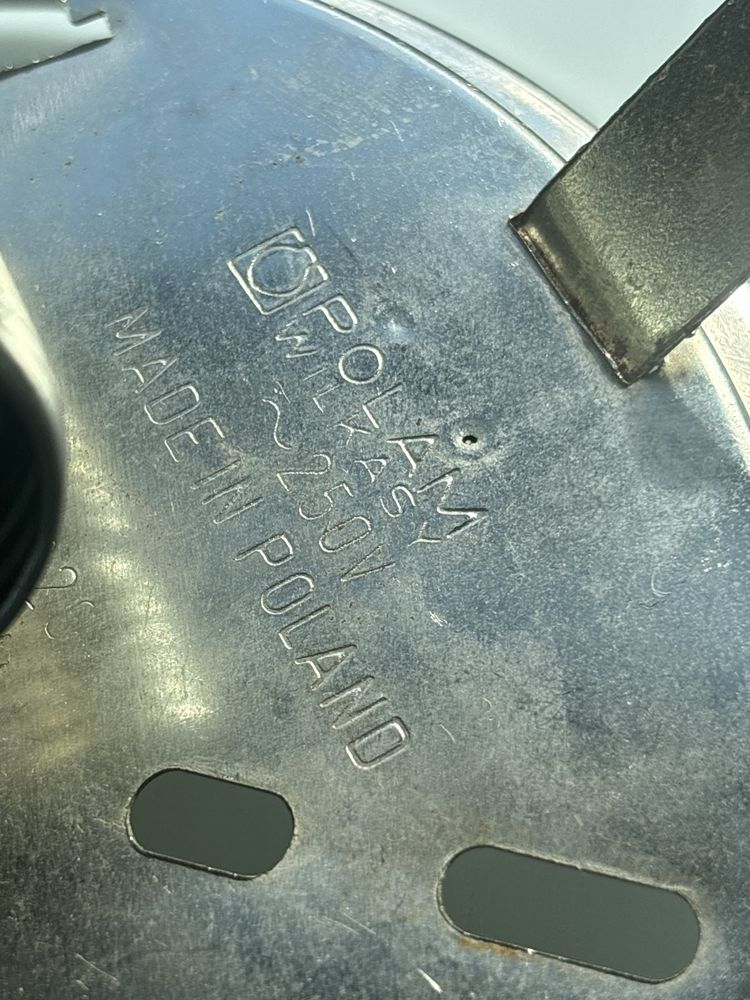 POLAM
WILKASY
~250V
MADE IN POLAND